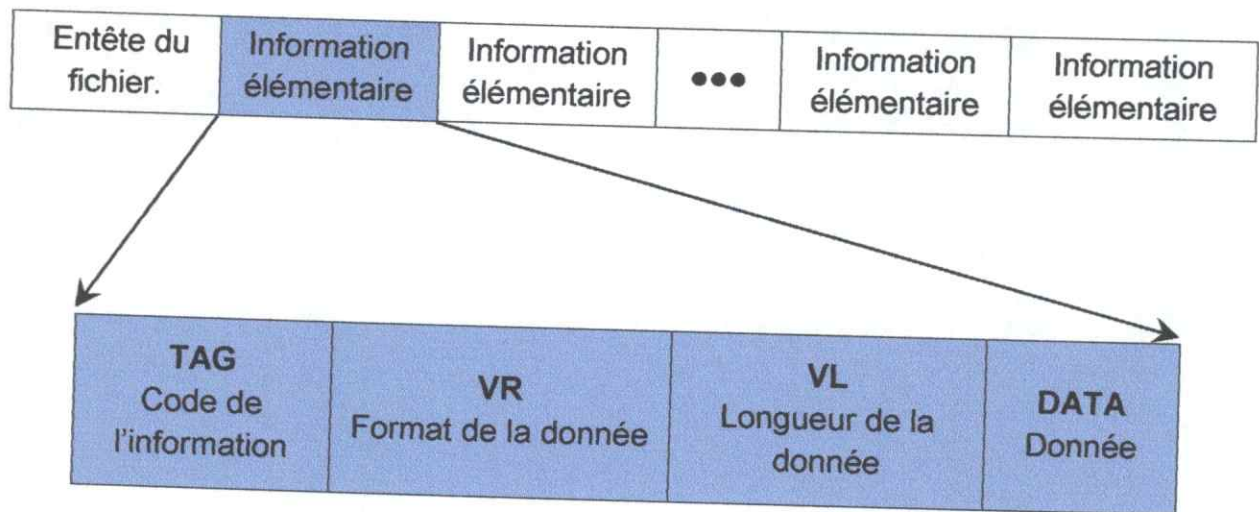 Entête du
fichier.
Information
élémentaire
Information
élémentaire
●●●
Information
élémentaire
Information
élémentaire
TAG
Code de
l'information
VR
Format de la donnée
VL
Longueur de la
donnée
DATA
Donnée